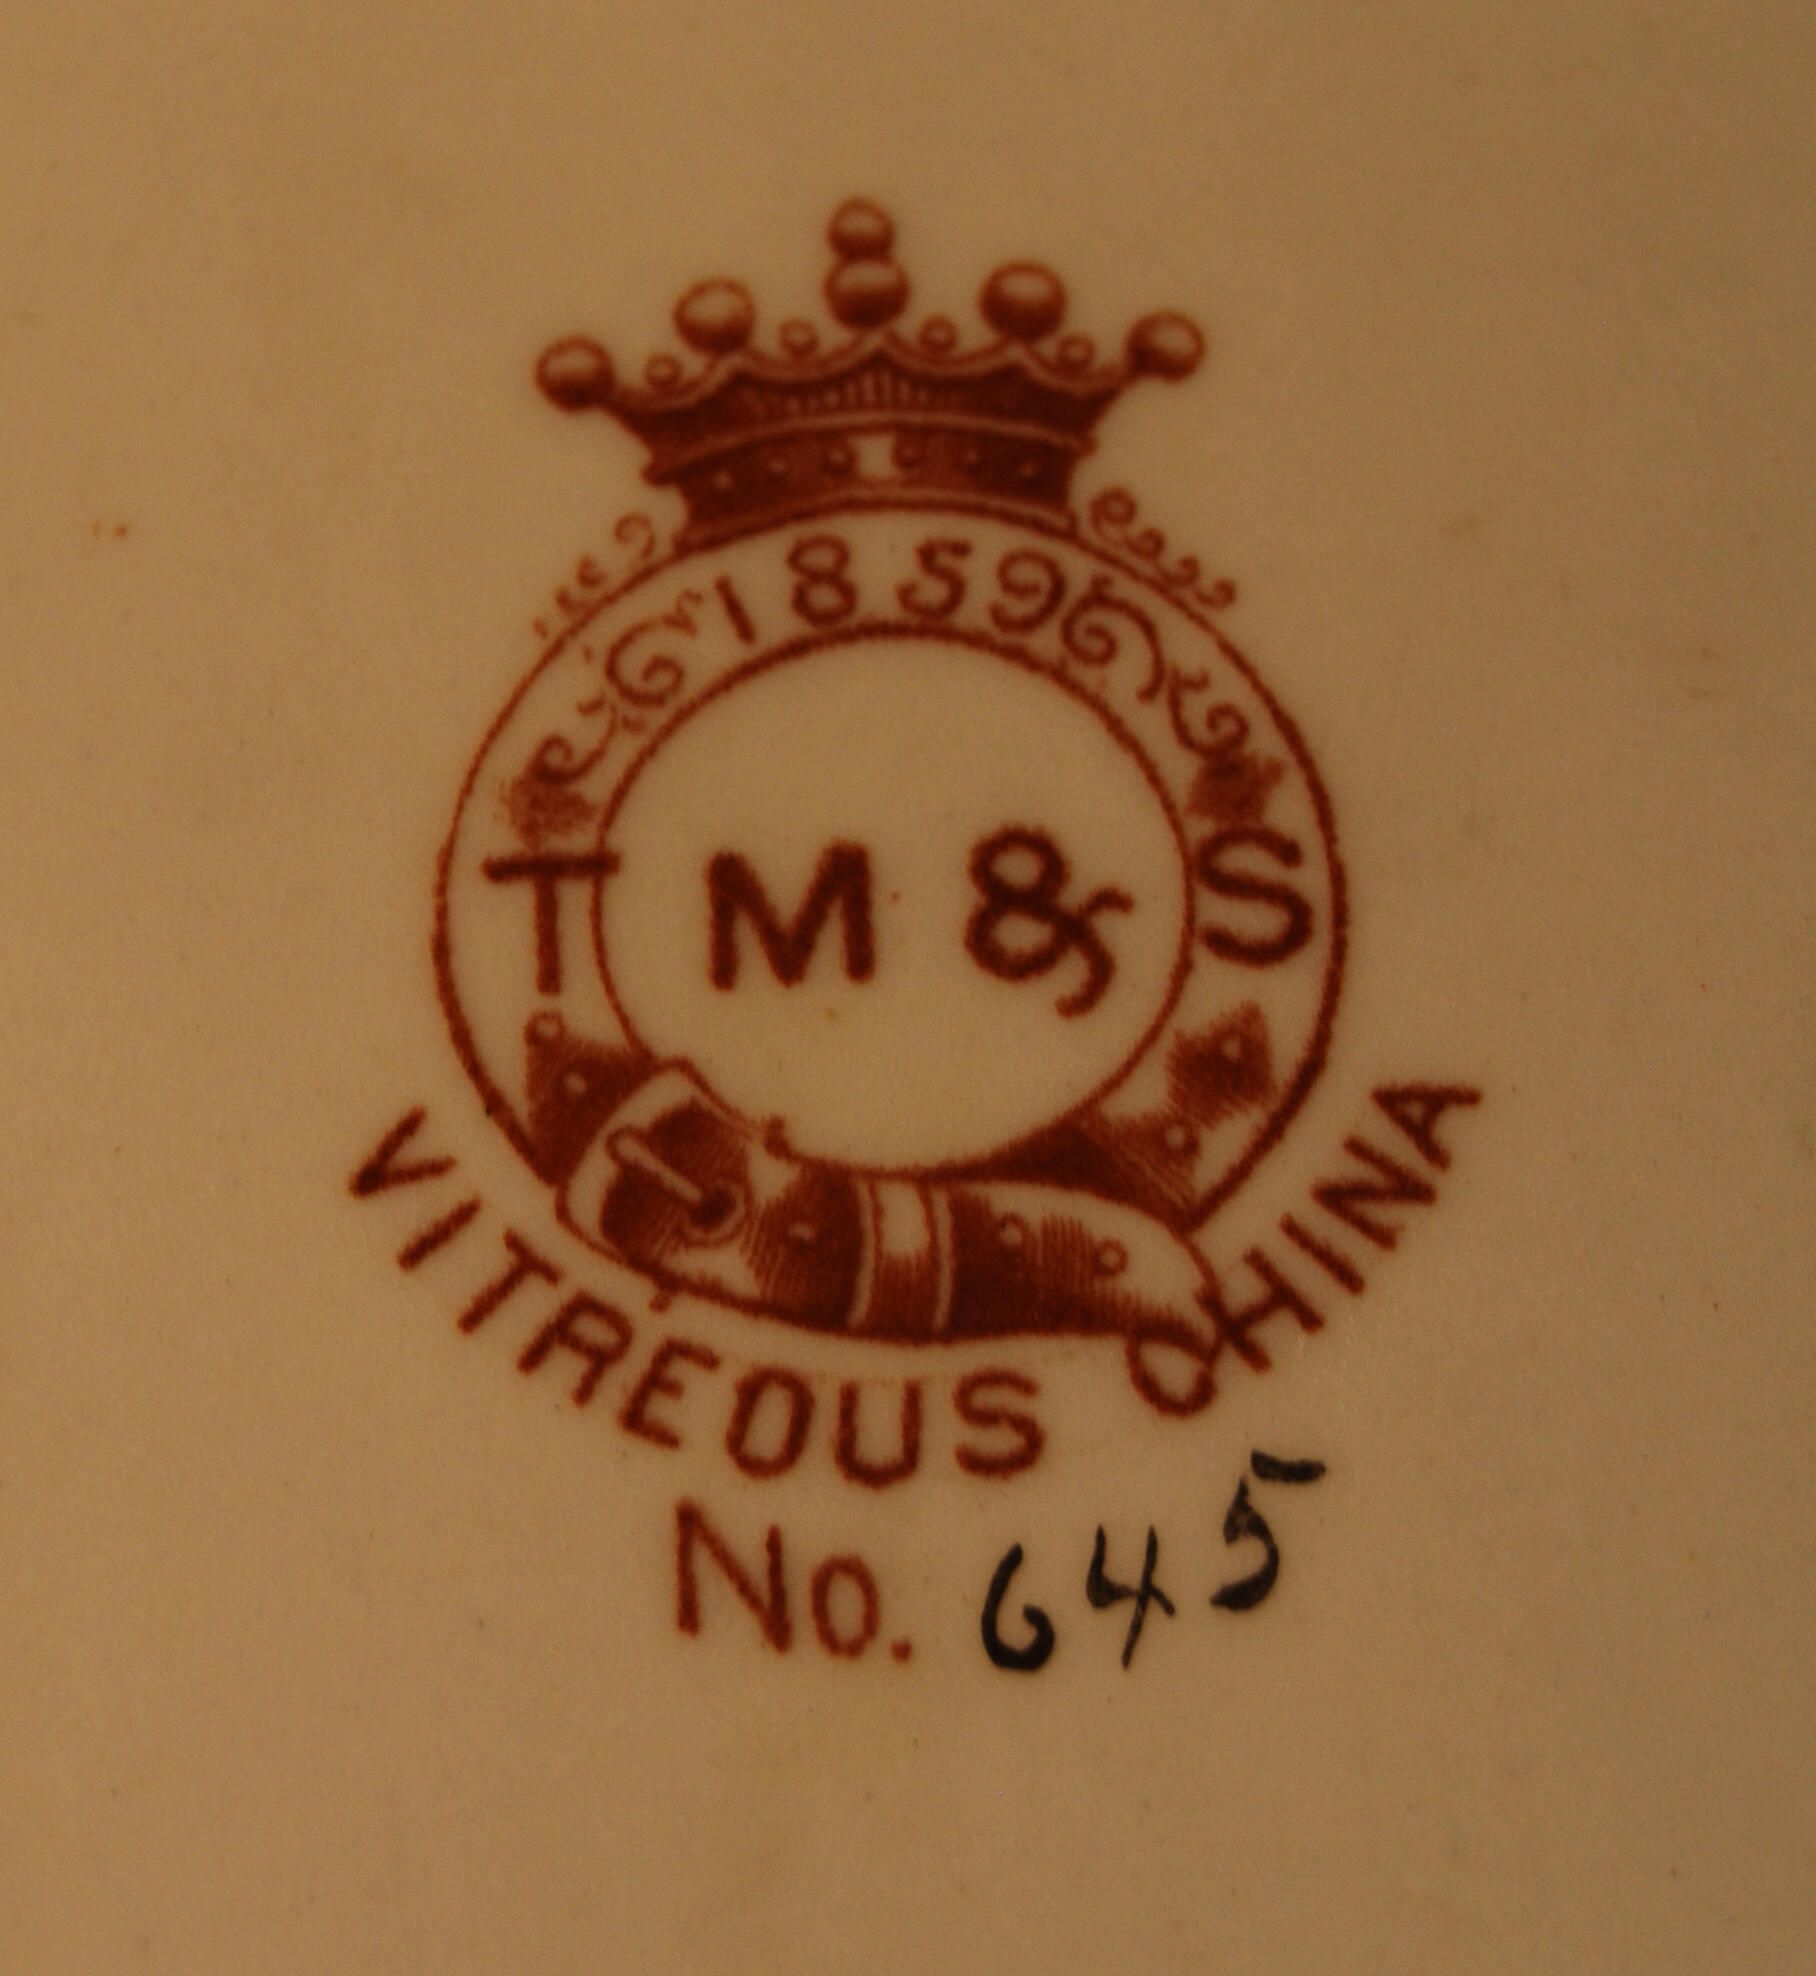 1859
T M & S
VITREOUS CHINA
No. 645